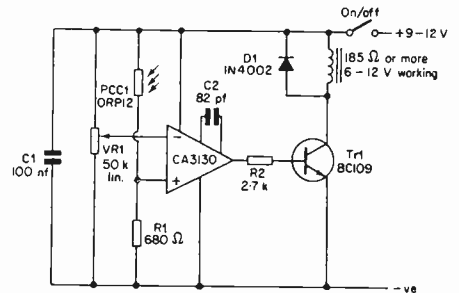 On/off
+9-12V
D1
1N4002
185 Ω or more
6-12 V working
PCC1
ORP12
C2
82 pf
C1
100 nf
VR1
50 k
lin.
−
CA3130
+
R2
2.7 k
Tr1
BC109
R1
680 Ω
-ve